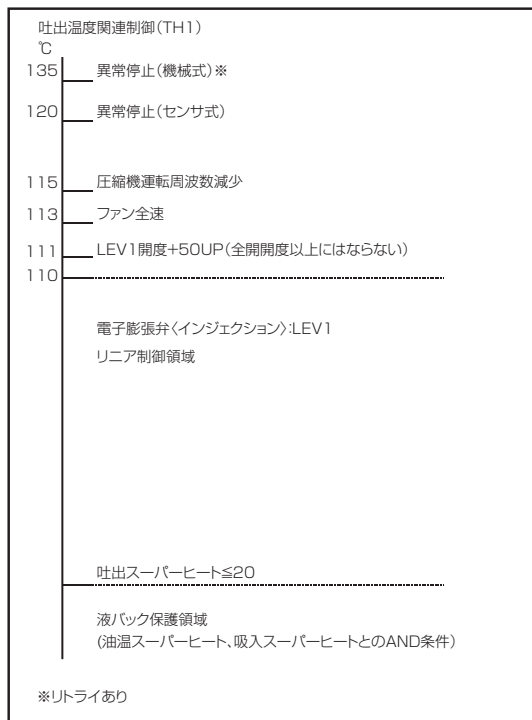 吐出温度関連制御(TH1)
℃
135 異常停止(機械式)※
120 異常停止(センサ式)
115 圧縮機運転周波数減少
113 ファン全速
111 LEV1開度+50UP(全開開度以上にはならない)
110
電子膨張弁〈インジェクション〉:LEV1
リニア制御領域
吐出スーパーヒート≦20
液バック保護領域
(油温スーパーヒート、吸入スーパーヒートとのAND条件)
※リトライあり